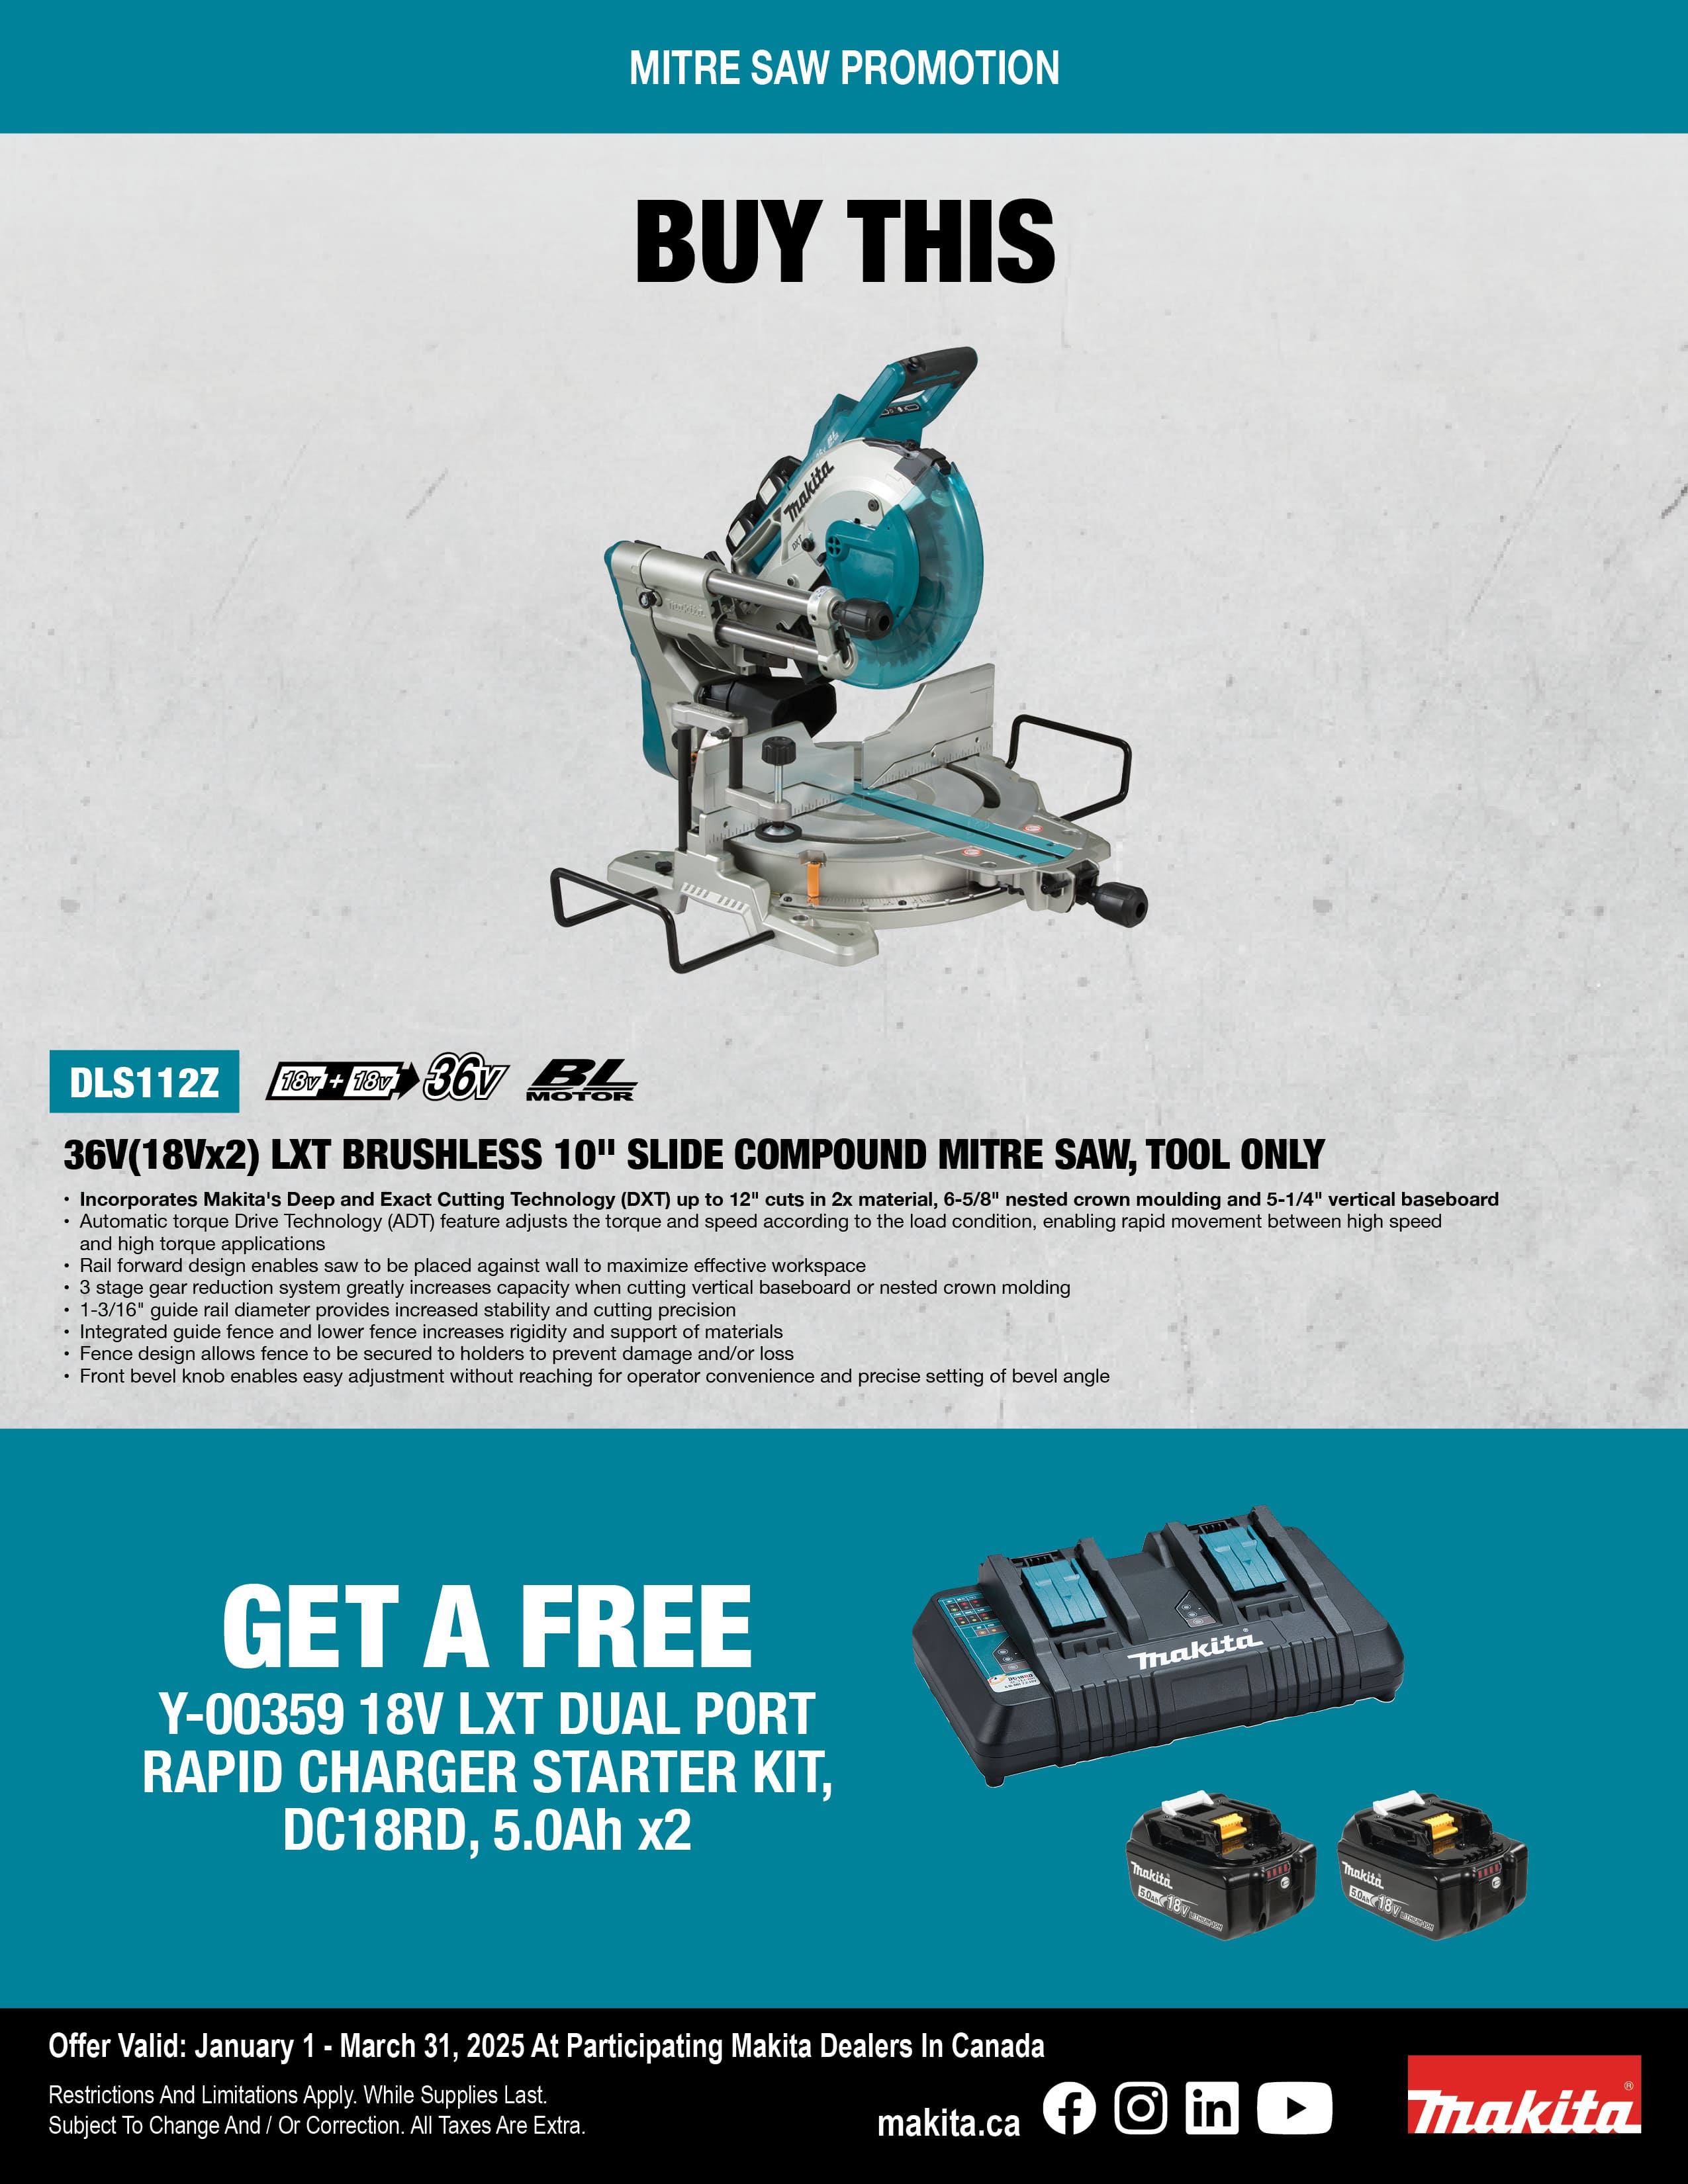 MITRE SAW PROMOTION
BUY THIS
makita
DXT
makita
DLS112Z
18V + 18V 36V
BL
MOTOR
36V(18Vx2) LXT BRUSHLESS 10" SLIDE COMPOUND MITRE SAW, TOOL ONLY
• Incorporates Makita's Deep and Exact Cutting Technology (DXT) up to 12" cuts in 2x material, 6-5/8" nested crown moulding and 5-1/4" vertical baseboard
• Automatic torque Drive Technology (ADT) feature adjusts the torque and speed according to the load condition, enabling rapid movement between high speed
and high torque applications
• Rail forward design enables saw to be placed against wall to maximize effective workspace
• 3 stage gear reduction system greatly increases capacity when cutting vertical baseboard or nested crown molding
• 1-3/16" guide rail diameter provides increased stability and cutting precision
• Integrated guide fence and lower fence increases rigidity and support of materials
• Fence design allows fence to be secured to holders to prevent damage and/or loss
• Front bevel knob enables easy adjustment without reaching for operator convenience and precise setting of bevel angle
GET A FREE
Y-00359 18V LXT DUAL PORT
RAPID CHARGER STARTER KIT,
DC18RD, 5.0Ah x2
makita
makita
5.0Ah 18V LITHIUM-ION
makita
5.0Ah 18V LITHIUM-ION
Offer Valid: January 1 - March 31, 2025 At Participating Makita Dealers In Canada
Restrictions And Limitations Apply. While Supplies Last.
Subject To Change And / Or Correction. All Taxes Are Extra.
makita.ca
in
makita®